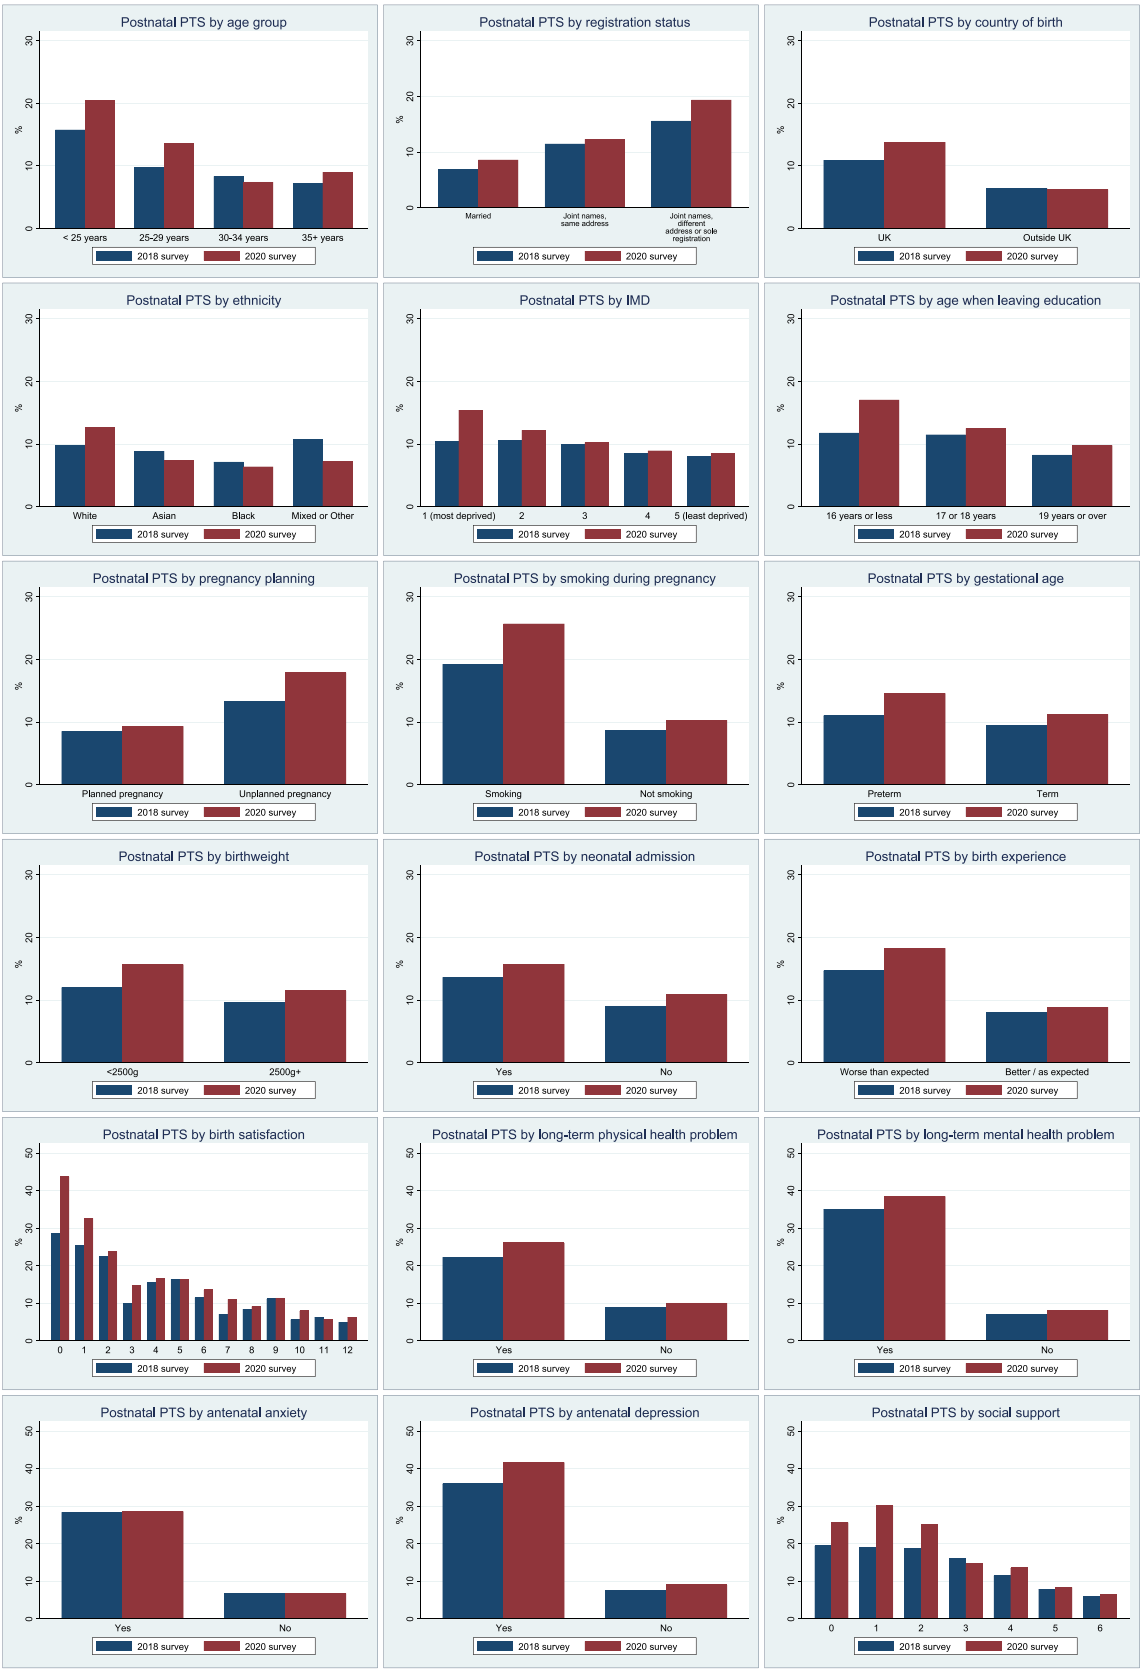 Postnatal PTS by age group
30
20
10
0
%
< 25 years 25-29 years 30-34 years 35+ years
2018 survey 2020 survey
Postnatal PTS by registration status
30
20
10
0
%
Married Joint names, same address Joint names, different address or sole registration
2018 survey 2020 survey
Postnatal PTS by country of birth
30
20
10
0
%
UK Outside UK
2018 survey 2020 survey
Postnatal PTS by ethnicity
30
20
10
0
%
White Asian Black Mixed or Other
2018 survey 2020 survey
Postnatal PTS by IMD
30
20
10
0
%
1 (most deprived) 2 3 4 5 (least deprived)
2018 survey 2020 survey
Postnatal PTS by age when leaving education
30
20
10
0
%
16 years or less 17 or 18 years 19 years or over
2018 survey 2020 survey
Postnatal PTS by pregnancy planning
30
20
10
0
%
Planned pregnancy Unplanned pregnancy
2018 survey 2020 survey
Postnatal PTS by smoking during pregnancy
30
20
10
0
%
Smoking Not smoking
2018 survey 2020 survey
Postnatal PTS by gestational age
30
20
10
0
%
Preterm Term
2018 survey 2020 survey
Postnatal PTS by birthweight
30
20
10
0
%
<2500g 2500g+
2018 survey 2020 survey
Postnatal PTS by neonatal admission
30
20
10
0
%
Yes No
2018 survey 2020 survey
Postnatal PTS by birth experience
30
20
10
0
%
Worse than expected Better / as expected
2018 survey 2020 survey
Postnatal PTS by birth satisfaction
50
40
30
20
10
0
%
0 1 2 3 4 5 6 7 8 9 10 11 12
2018 survey 2020 survey
Postnatal PTS by long-term physical health problem
50
40
30
20
10
0
%
Yes No
2018 survey 2020 survey
Postnatal PTS by long-term mental health problem
50
40
30
20
10
0
%
Yes No
2018 survey 2020 survey
Postnatal PTS by antenatal anxiety
50
40
30
20
10
0
%
Yes No
2018 survey 2020 survey
Postnatal PTS by antenatal depression
50
40
30
20
10
0
%
Yes No
2018 survey 2020 survey
Postnatal PTS by social support
50
40
30
20
10
0
%
0 1 2 3 4 5 6
2018 survey 2020 survey